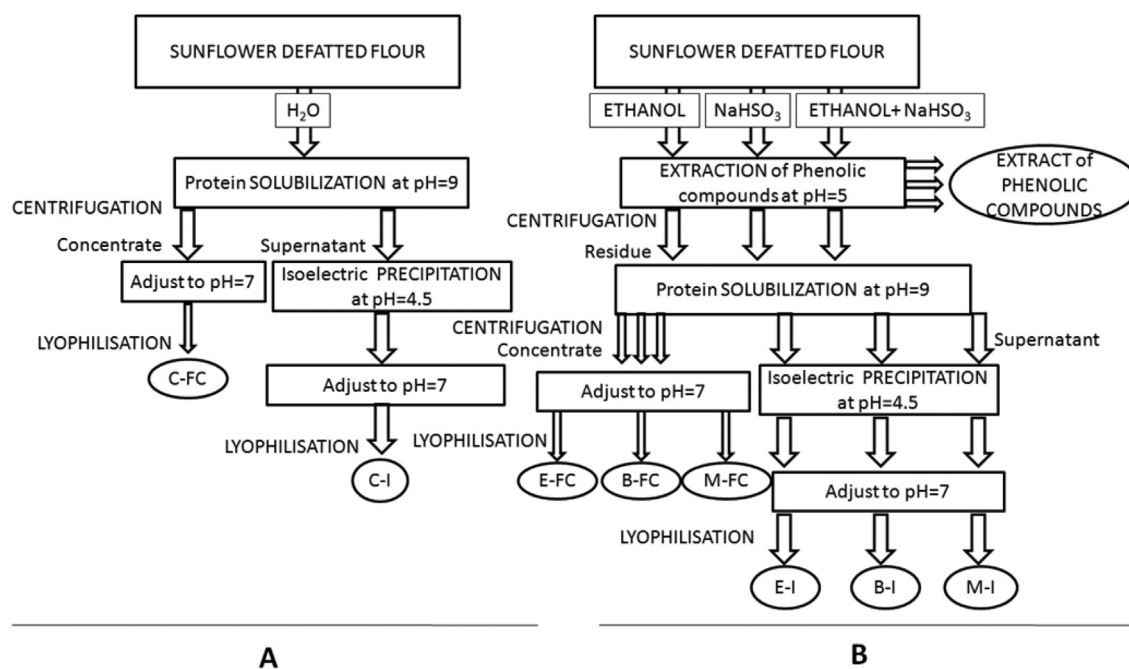 SUNFLOWER DEFATTED FLOUR
H₂O
Protein SOLUBILIZATION at pH=9
CENTRIFUGATION
Concentrate
Supernatant
Adjust to pH=7
Isoelectric PRECIPITATION
at pH=4.5
LYOPHILISATION
C-FC
Adjust to pH=7
LYOPHILISATION
C-I
A
SUNFLOWER DEFATTED FLOUR
ETHANOL
NaHSO₃
ETHANOL+ NaHSO₃
EXTRACTION of Phenolic
compounds at pH=5
EXTRACT of
PHENOLIC
COMPOUNDS
CENTRIFUGATION
Residue
Protein SOLUBILIZATION at pH=9
CENTRIFUGATION
Concentrate
Supernatant
Adjust to pH=7
Isoelectric PRECIPITATION
at pH=4.5
LYOPHILISATION
E-FC
B-FC
M-FC
Adjust to pH=7
LYOPHILISATION
E-I
B-I
M-I
B